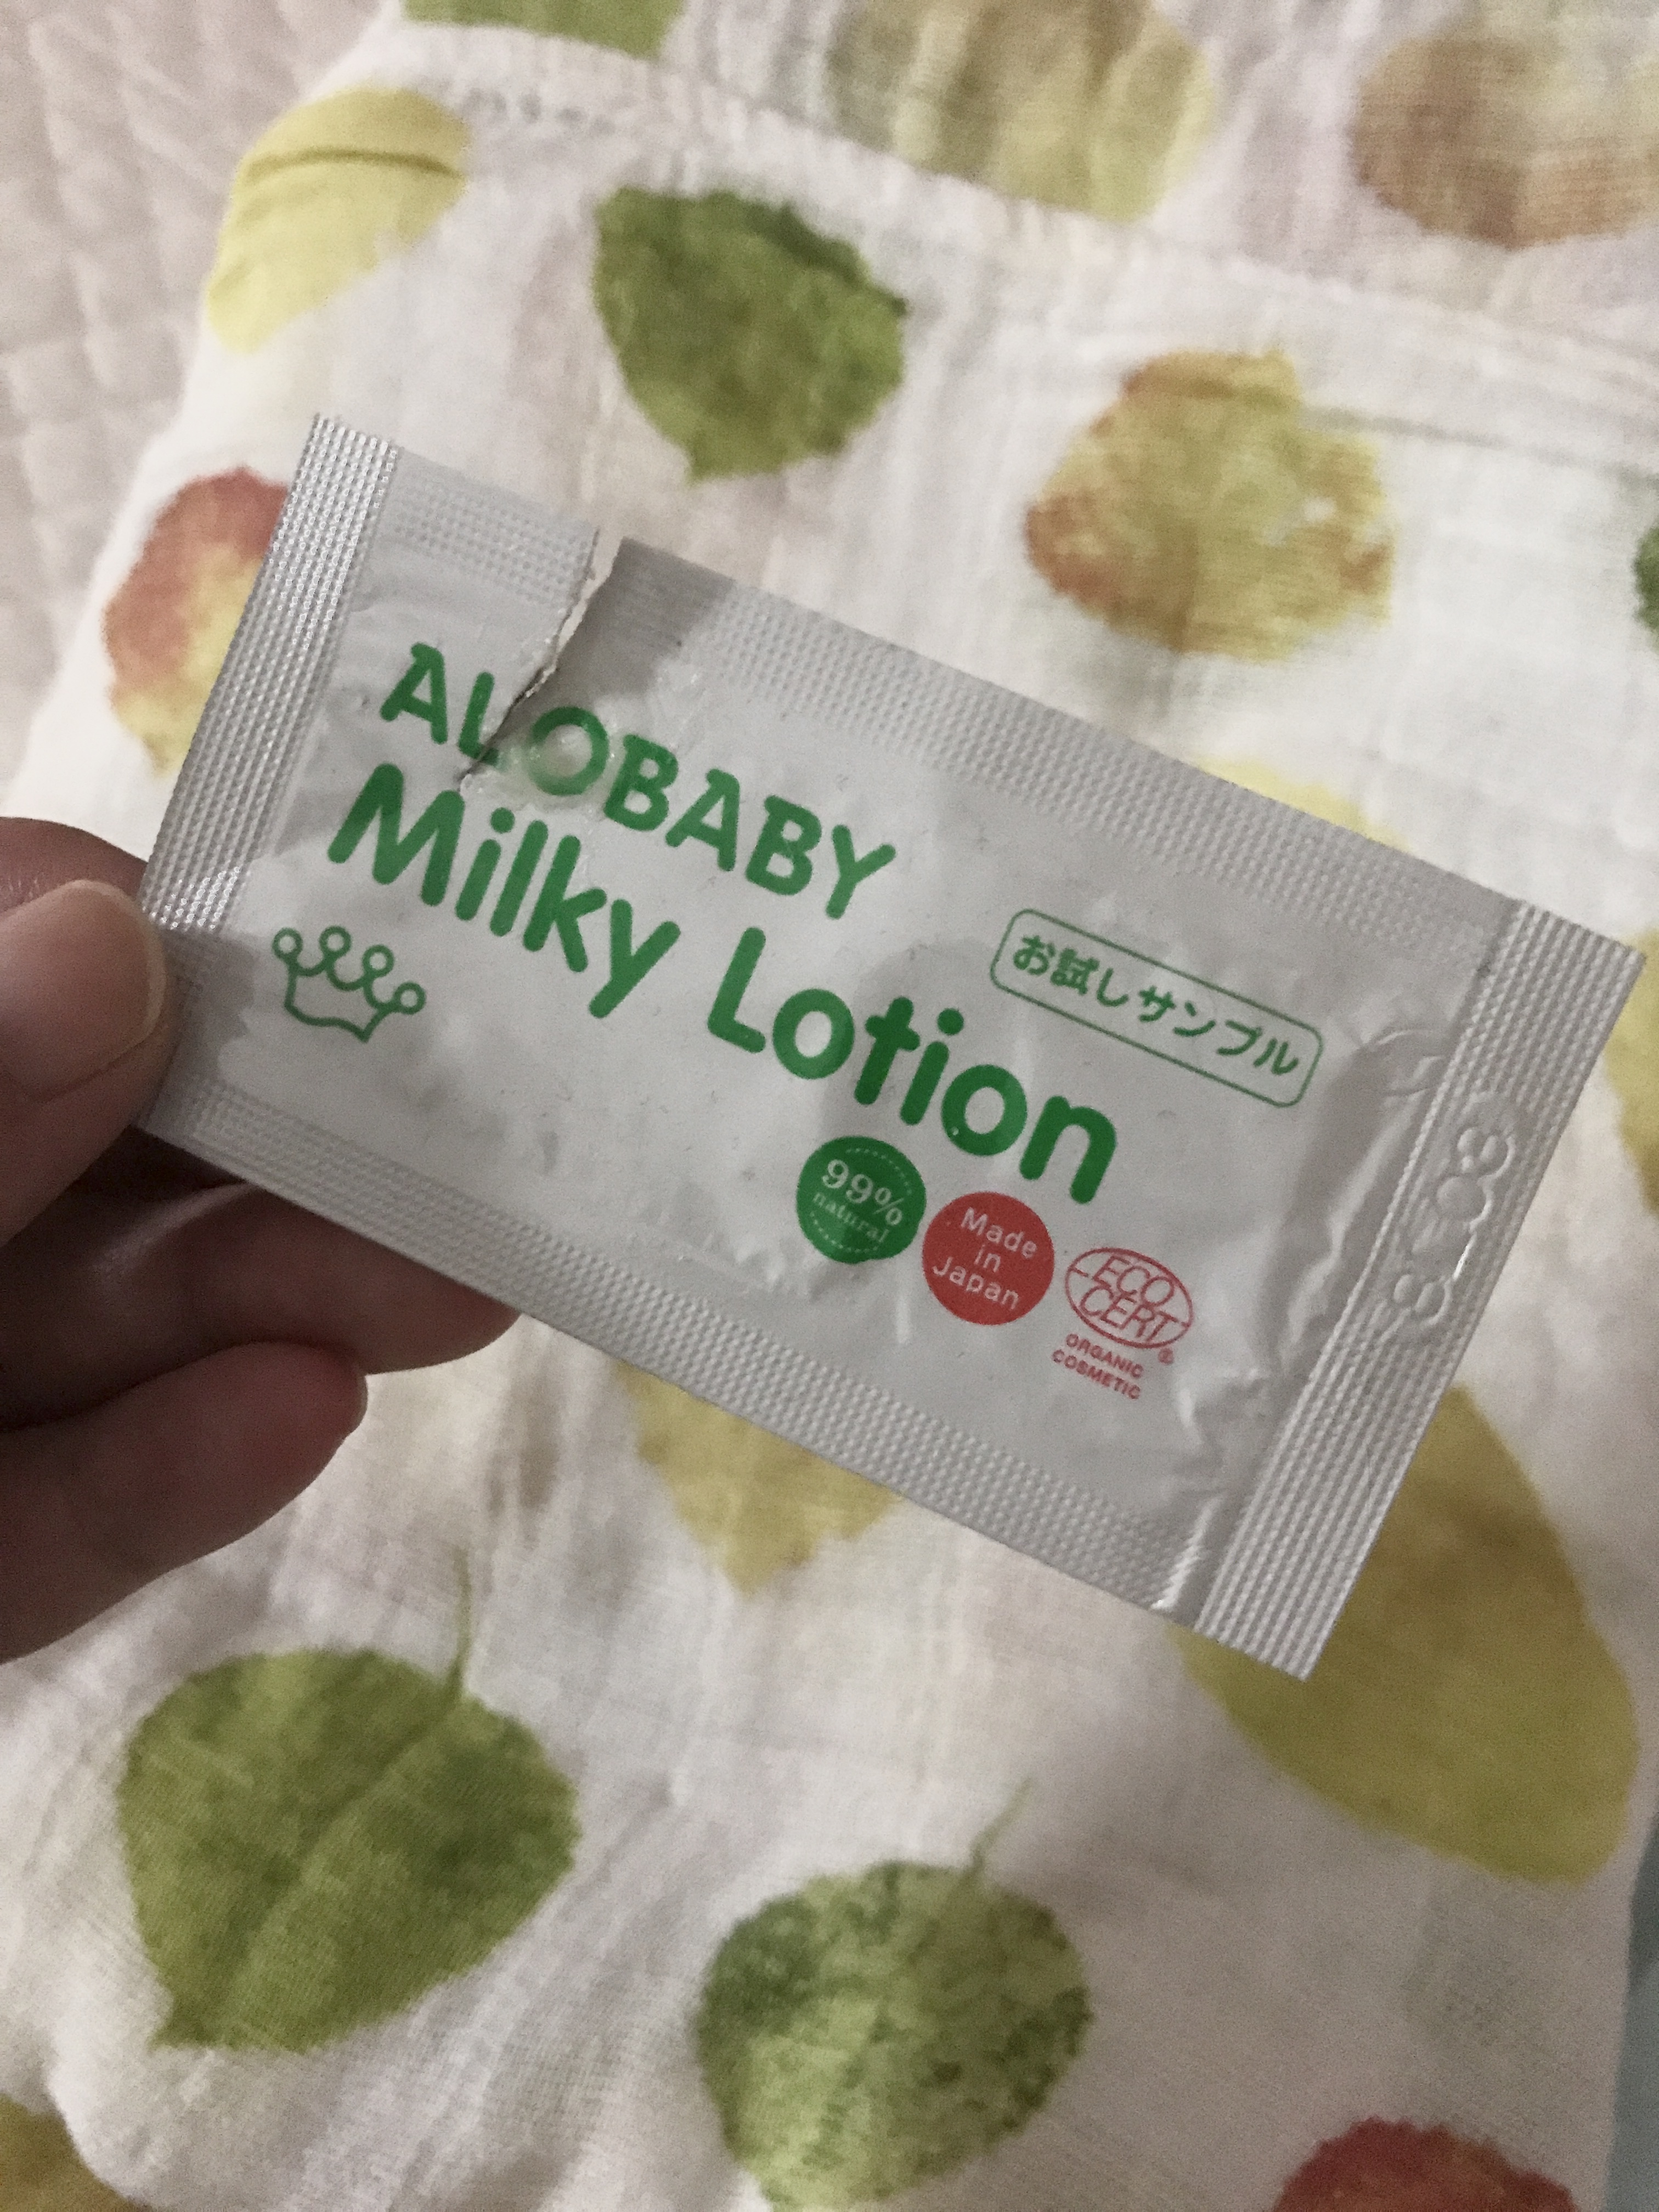 ALOBABY
Milky Lotion
お試しサンプル
99%
natural
Made
in
Japan
ECO
CERT®
ORGANIC
COSMETIC